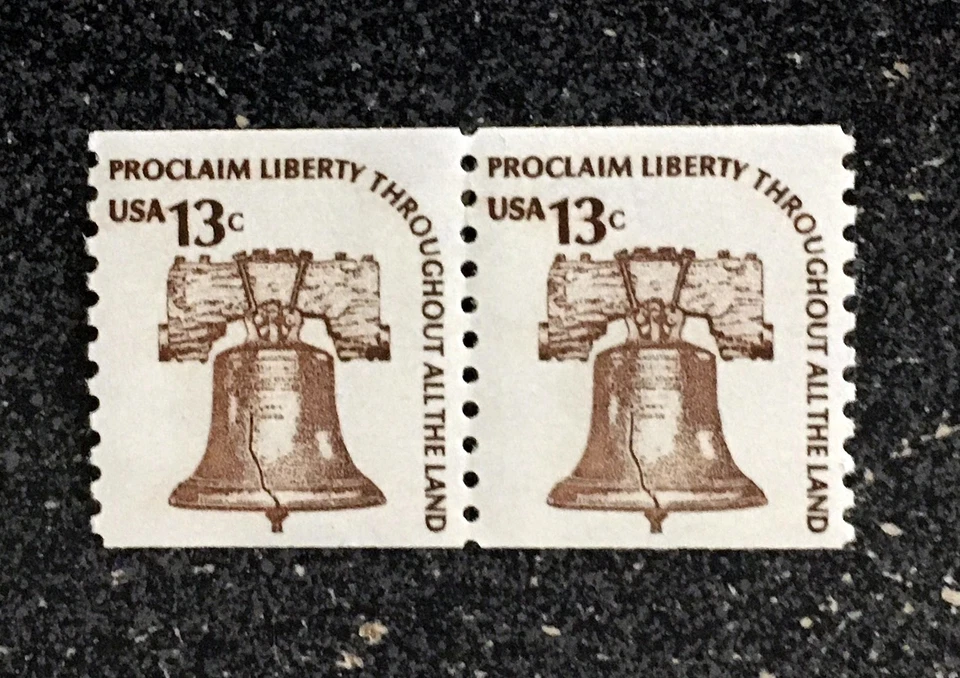 PROCLAIM LIBERTY THROUGHOUT ALL THE LAND
USA 13c
PROCLAIM LIBERTY THROUGHOUT ALL THE LAND
USA 13c